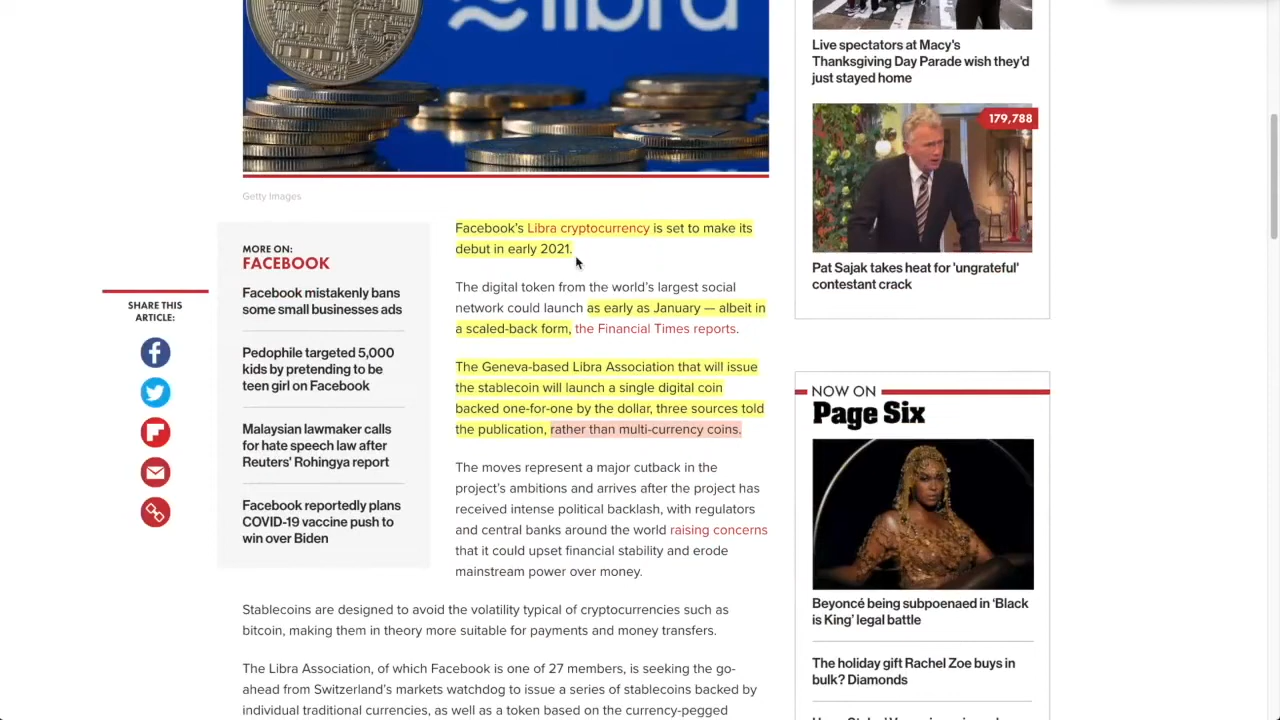 libra
Getty Images
MORE ON:
FACEBOOK
Facebook mistakenly bans
some small businesses ads
Pedophile targeted 5,000
kids by pretending to be
teen girl on Facebook
Malaysian lawmaker calls
for hate speech law after
Reuters' Rohingya report
Facebook reportedly plans
COVID-19 vaccine push to
win over Biden
SHARE THIS
ARTICLE:
Facebook's Libra cryptocurrency is set to make its
debut in early 2021.
The digital token from the world's largest social
network could launch as early as January — albeit in
a scaled-back form, the Financial Times reports.
The Geneva-based Libra Association that will issue
the stablecoin will launch a single digital coin
backed one-for-one by the dollar, three sources told
the publication, rather than multi-currency coins.
The moves represent a major cutback in the
project's ambitions and arrives after the project has
received intense political backlash, with regulators
and central banks around the world raising concerns
that it could upset financial stability and erode
mainstream power over money.
Stablecoins are designed to avoid the volatility typical of cryptocurrencies such as
bitcoin, making them in theory more suitable for payments and money transfers.
The Libra Association, of which Facebook is one of 27 members, is seeking the go-
ahead from Switzerland's markets watchdog to issue a series of stablecoins backed by
individual traditional currencies, as well as a token based on the currency-pegged
Live spectators at Macy's
Thanksgiving Day Parade wish they'd
just stayed home
179,788
Pat Sajak takes heat for 'ungrateful'
contestant crack
NOW ON
Page Six
Beyoncé being subpoenaed in 'Black
is King' legal battle
The holiday gift Rachel Zoe buys in
bulk? Diamonds